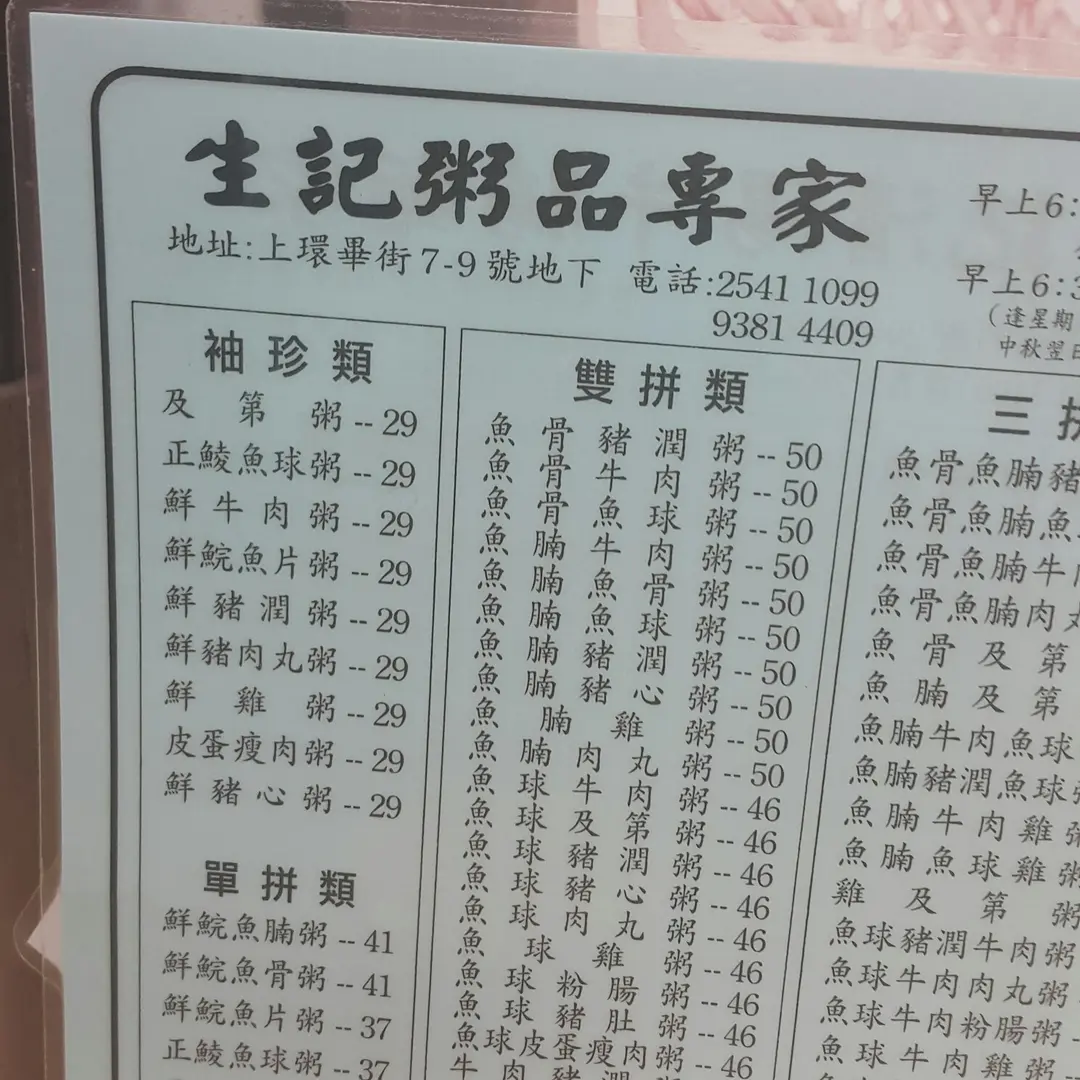 生記粥品專家
地址:上環畢街7-9號地下 電話:2541 1099
9381 4409
早上6:
早上6:3
(逢星期
中秋翌日
袖珍類
及第粥--29
正鯪魚球粥--29
鮮牛肉粥--29
鮮鯇魚片粥--29
鮮豬潤粥--29
鮮豬肉丸粥--29
鮮雞粥--29
皮蛋瘦肉粥--29
鮮豬心粥--29
單拼類
鮮鯇魚腩粥--41
鮮鯇魚骨粥--41
鮮鯇魚片粥--37
正鯪魚球粥--37
雙拼類
魚骨豬潤粥--50
魚骨牛肉粥--50
魚骨魚球粥--50
魚腩牛肉粥--50
魚腩魚骨粥--50
魚腩魚球粥--50
魚腩豬潤粥--50
魚腩豬心粥--50
魚腩雞粥--50
魚腩肉丸粥--50
魚球牛肉粥--46
魚球及第粥--46
魚球豬潤粥--46
魚球豬心粥--46
魚球肉丸粥--46
魚球雞粥--46
魚球粉腸粥--46
魚球豬肚粥--46
魚球皮蛋瘦肉粥--46
牛肉豬潤粥
三拼
魚骨魚腩豬
魚骨魚腩魚
魚骨魚腩牛肉
魚骨魚腩肉丸
魚骨及第
魚腩及第
魚腩牛肉魚球
魚腩豬潤魚球粥
魚腩牛肉雞粥
魚腩魚球雞粥
雞及第粥
魚球豬潤牛肉粥
魚球牛肉肉丸粥
魚球牛肉粉腸粥-
魚球牛肉雞粥-